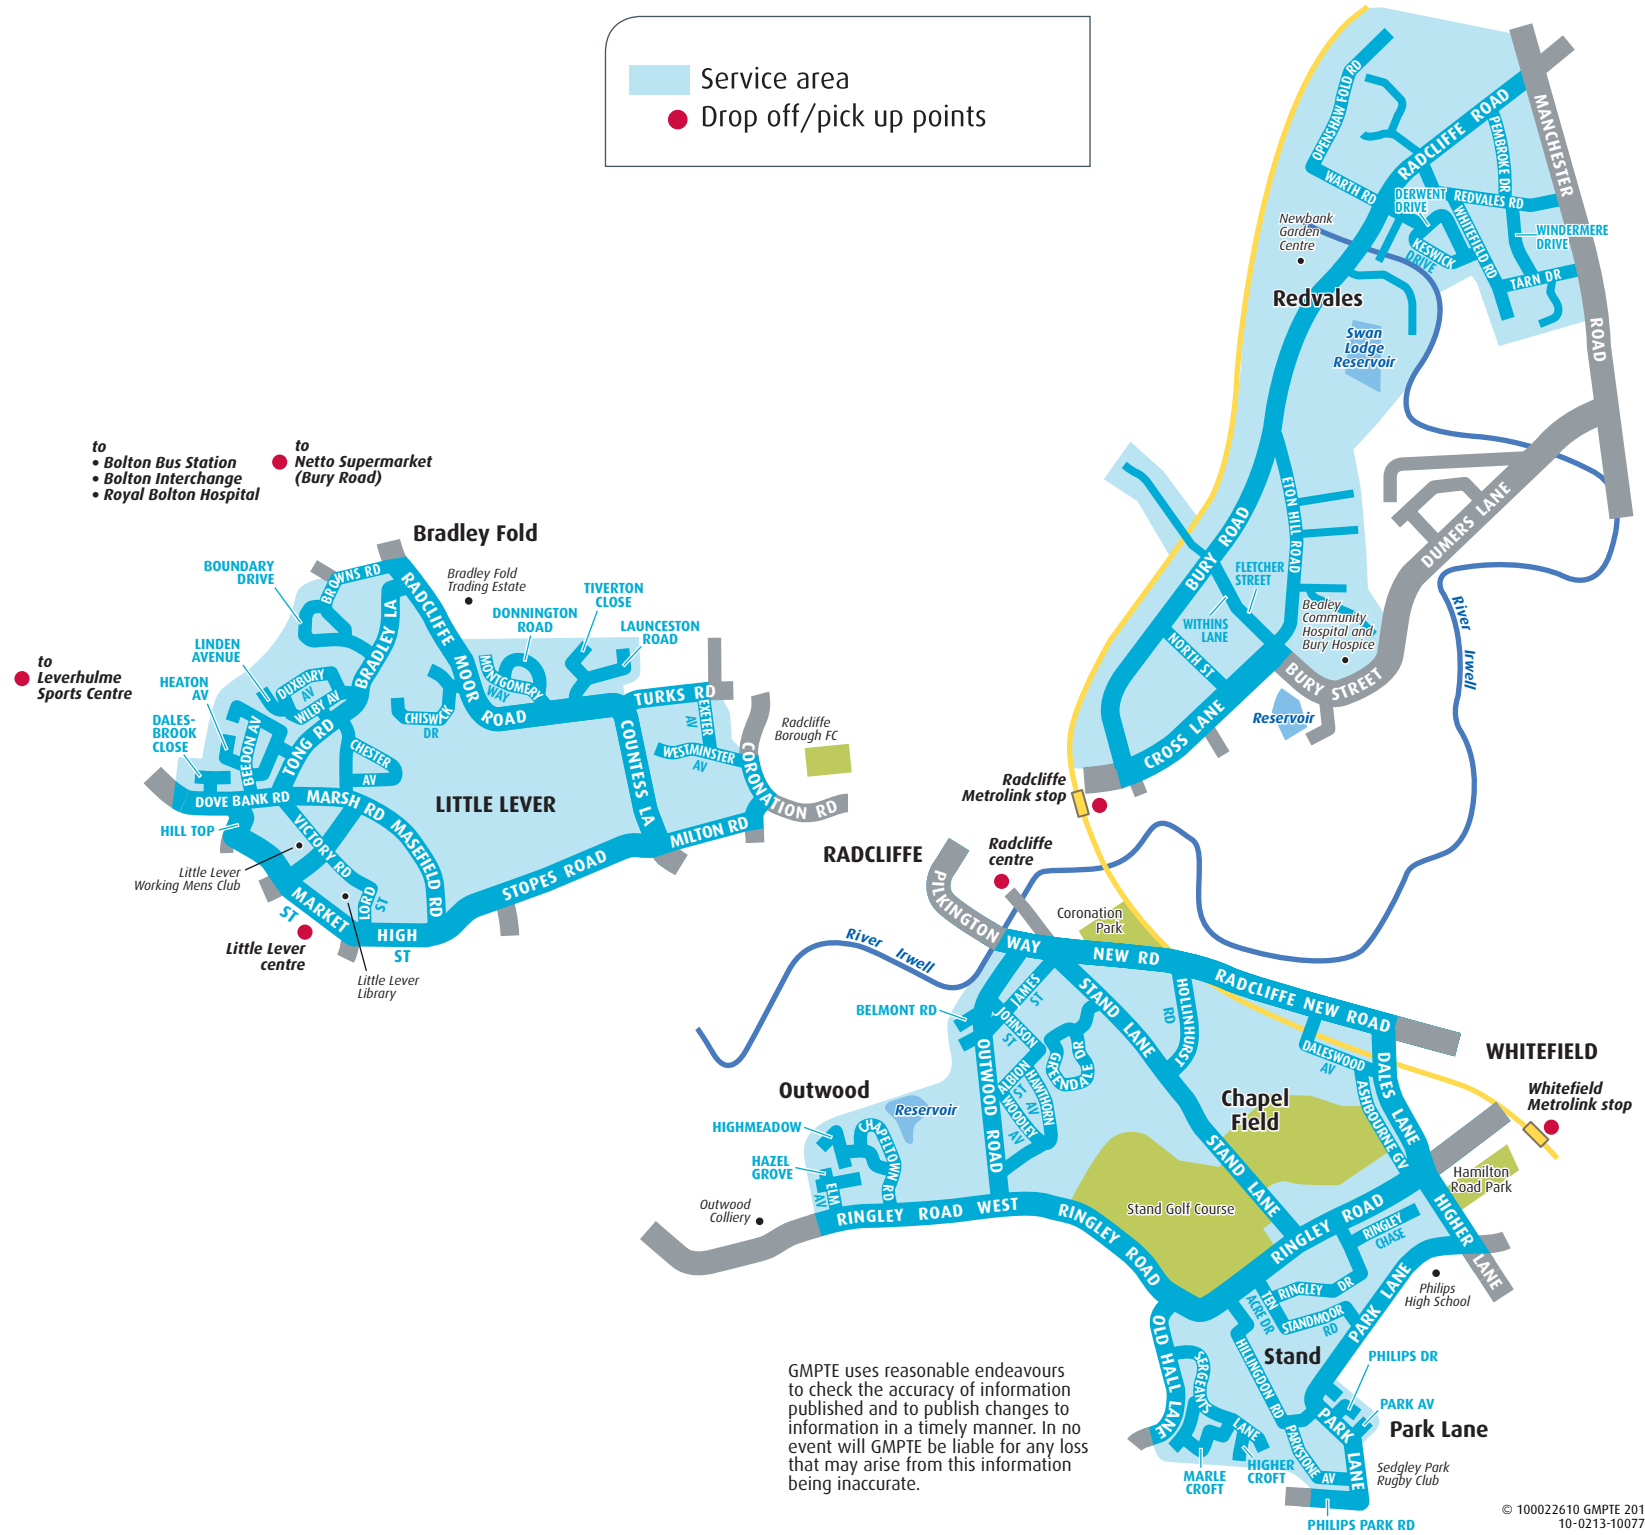 Service area
Drop off/pick up points
to
• Bolton Bus Station
• Bolton Interchange
• Royal Bolton Hospital
to
Netto Supermarket
(Bury Road)
to
Leverhulme
Sports Centre
Bradley Fold
Bradley Fold
Trading Estate
BOUNDARY
DRIVE
BROWNS RD
RADCLIFFE
MOOR
ROAD
BRADLEY LA
TIVERTON
CLOSE
DONNINGTON
ROAD
LAUNCESTON
ROAD
MONTGOMERY
WAY
LINDEN
AVENUE
HEATON
AV
DALES-
BROOK
CLOSE
DUXBURY
AV
WILBY AV
BEEDON AV
TONG RD
CHESTER
AV
CHISWICK
DR
TURKS RD
EXETER
AV
WESTMINSTER
AV
COUNTESS LA
CORONATION RD
Radcliffe
Borough FC
DOVE BANK RD
MARSH RD
MASEFIELD RD
LITTLE LEVER
HILL TOP
VICTORY RD
LORD
ST
Little Lever
Working Mens Club
MARKET
ST
HIGH
ST
STOPES ROAD
MILTON RD
Little Lever
centre
Little Lever
Library
OPENSHAW FOLD RD
WARTH RD
RADCLIFFE ROAD
PEMBROKE DR
MANCHESTER
ROAD
DERWENT
DRIVE
REDVALES RD
WHITEFIELD RD
KESWICK
DRIVE
WINDERMERE
DRIVE
TARN DR
Newbank
Garden
Centre
Redvales
Swan
Lodge
Reservoir
ETON HILL ROAD
BURY ROAD
DUMERS LANE
FLETCHER
STREET
WITHINS
LANE
NORTH ST
Bealey
Community
Hospital and
Bury Hospice
BURY STREET
Reservoir
CROSS LANE
River
Irwell
Radcliffe
Metrolink stop
Radcliffe
centre
RADCLIFFE
PILKINGTON
WAY
Coronation
Park
NEW RD
RADCLIFFE NEW ROAD
River
Irwell
BELMONT RD
JAMES
ST
JOHNSON
ST
STAND LANE
HOLLINHURST
RD
GREENDALE DR
ALBION
ST
HAWTHORN
AV
WOODLEY
AV
OUTWOOD ROAD
DALESWOOD
AV
DALES LANE
ASHBOURNE GV
WHITEFIELD
Whitefield
Metrolink stop
Outwood
Reservoir
HIGHMEADOW
CHAPELTOWN RD
HAZEL
GROVE
ELM
AV
Outwood
Colliery
Chapel
Field
STAND LANE
Stand Golf Course
Hamilton
Road Park
RINGLEY ROAD WEST
RINGLEY ROAD
RINGLEY ROAD
HIGHER
LANE
RINGLEY
CHASE
RINGLEY DR
TEN
ACRE DR
STANDMOOR
RD
PARK LANE
Philips
High School
OLD HALL LANE
SERGEANTS
LANE
HILLINGDON RD
Stand
PHILIPS DR
PARK AV
Park Lane
PARK LANE
PARKSTONE
AV
MARLE
CROFT
HIGHER
CROFT
Sedgley Park
Rugby Club
PHILIPS PARK RD
GMPTE uses reasonable endeavours
to check the accuracy of information
published and to publish changes to
information in a timely manner. In no
event will GMPTE be liable for any loss
that may arise from this information
being inaccurate.
© 100022610 GMPTE 201
10-0213-10077